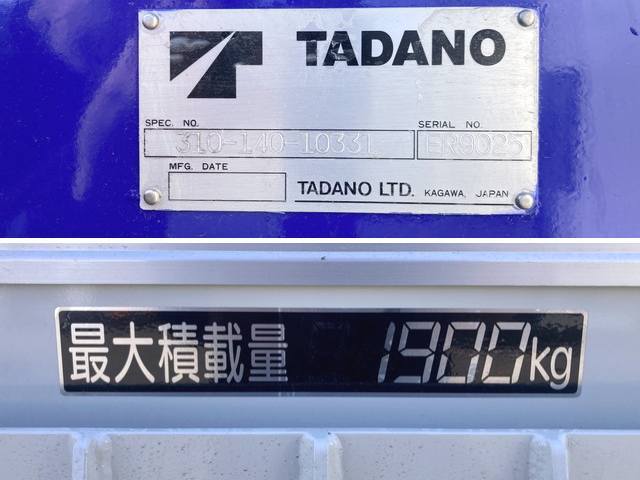 TADANO
SPEC. NO. SERIAL NO.
310-140-10331 ER9025
MFG. DATE
TADANO LTD. KAGAWA, JAPAN
最大積載量 1900kg